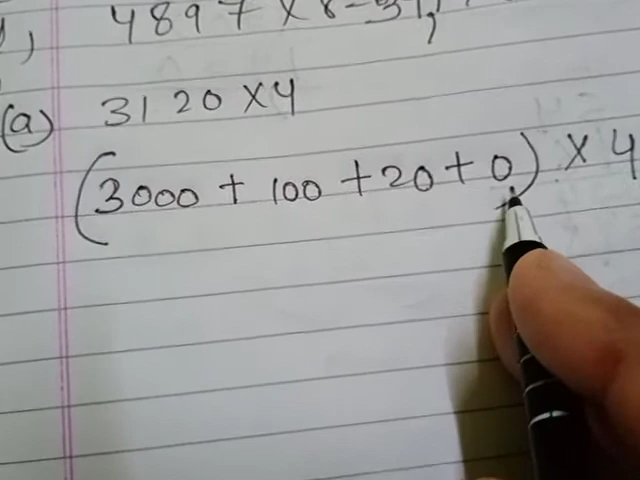 4897 × 8 =
(a) 3120 × 4
(3000 + 100 + 20 + 0) × 4